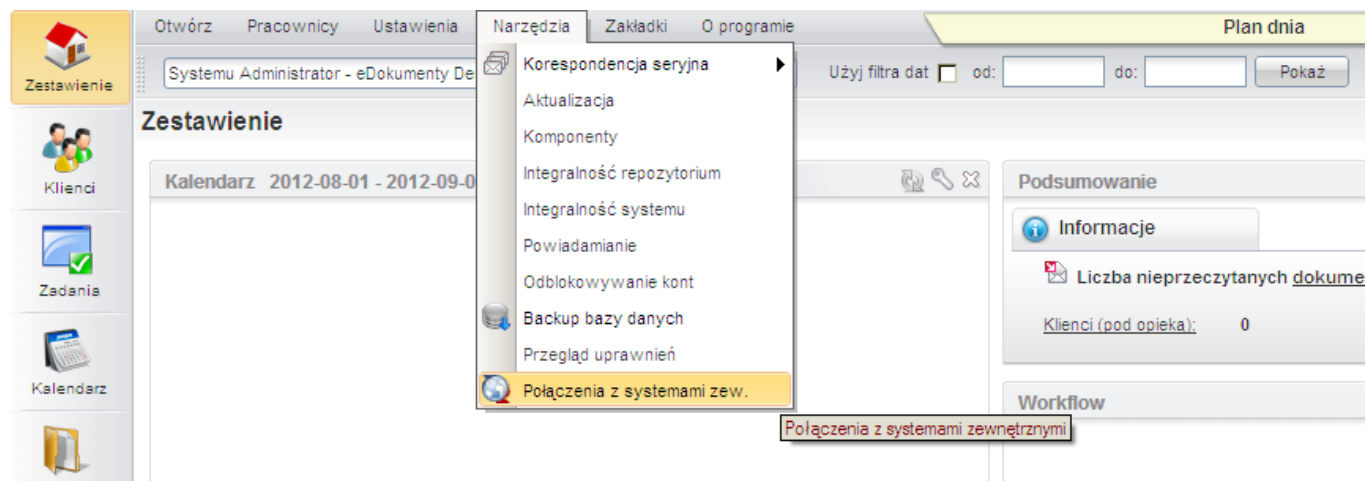 Otwórz Pracownicy Ustawienia Narzędzia Zakładki O programie Plan dnia
Systemu Administrator - eDokumenty De Użyj filtra dat od: do: Pokaż
Zestawienie
Zestawienie
Kalendarz 2012-08-01 - 2012-09-0
Podsumowanie
Informacje
Liczba nieprzeczytanych dokume
Klienci (pod opieka): 0
Workflow
Korespondencja seryjna
Aktualizacja
Komponenty
Integralność repozytorium
Integralność systemu
Powiadamianie
Odblokowywanie kont
Backup bazy danych
Przegląd uprawnień
Połączenia z systemami zew.
Połączenia z systemami zewnętrznymi
Klienci
Zadania
Kalendarz